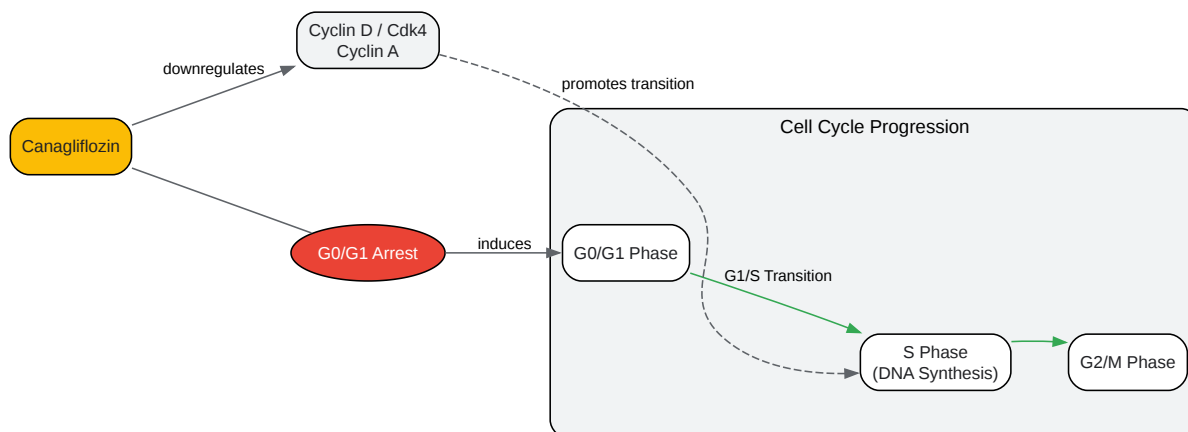 Cyclin D / Cdk4
Cyclin A
downregulates
promotes transition
Cell Cycle Progression
Canagliflozin
G0/G1 Arrest
induces
G0/G1 Phase
G1/S Transition
S Phase
(DNA Synthesis)
G2/M Phase